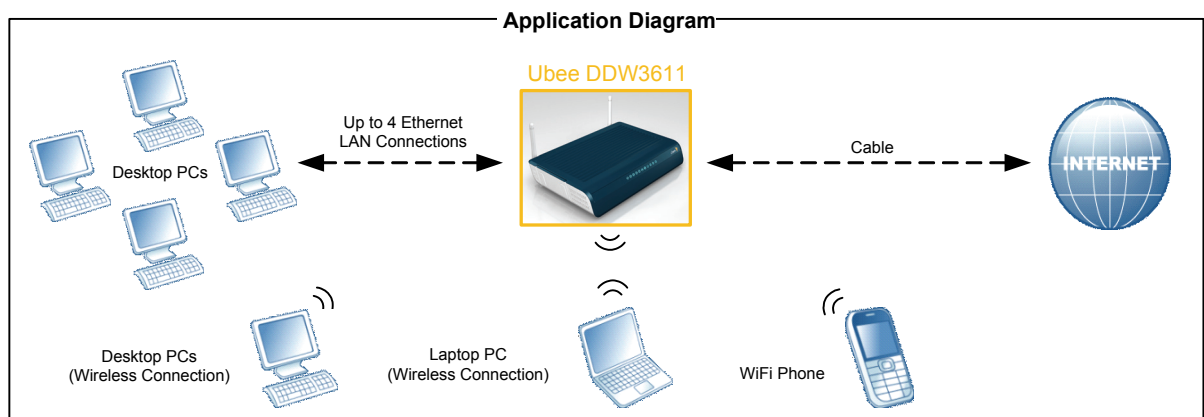 Application Diagram
Ubee DDW3611
Up to 4 Ethernet
LAN Connections
Desktop PCs
Cable
INTERNET
Desktop PCs
(Wireless Connection)
Laptop PC
(Wireless Connection)
WiFi Phone